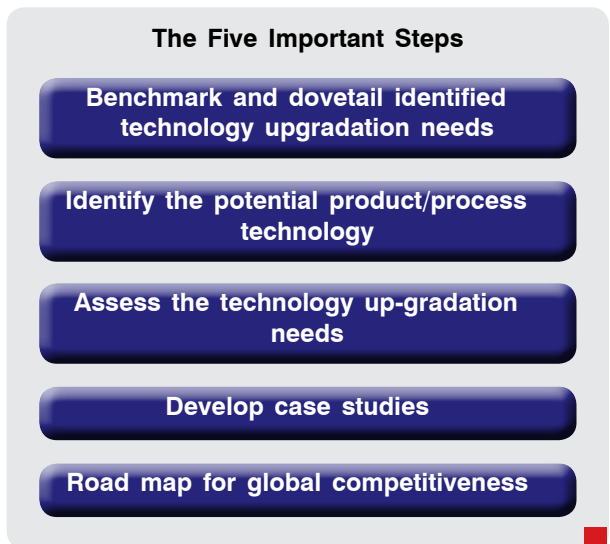 The Five Important Steps
Benchmark and dovetail identified
technology upgradation needs
Identify the potential product/process
technology
Assess the technology up-gradation
needs
Develop case studies
Road map for global competitiveness